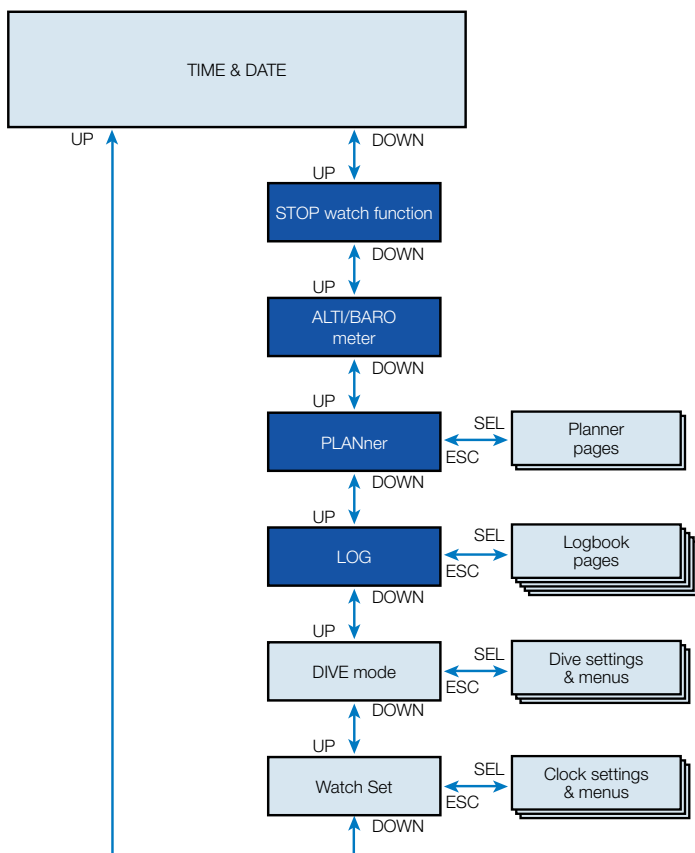 TIME & DATE
UP
DOWN
UP
STOP watch function
DOWN
UP
ALTI/BARO
meter
DOWN
UP
PLANner
SEL
ESC
Planner
pages
DOWN
UP
LOG
SEL
ESC
Logbook
pages
DOWN
UP
DIVE mode
SEL
ESC
Dive settings
& menus
DOWN
UP
Watch Set
SEL
ESC
Clock settings
& menus
DOWN